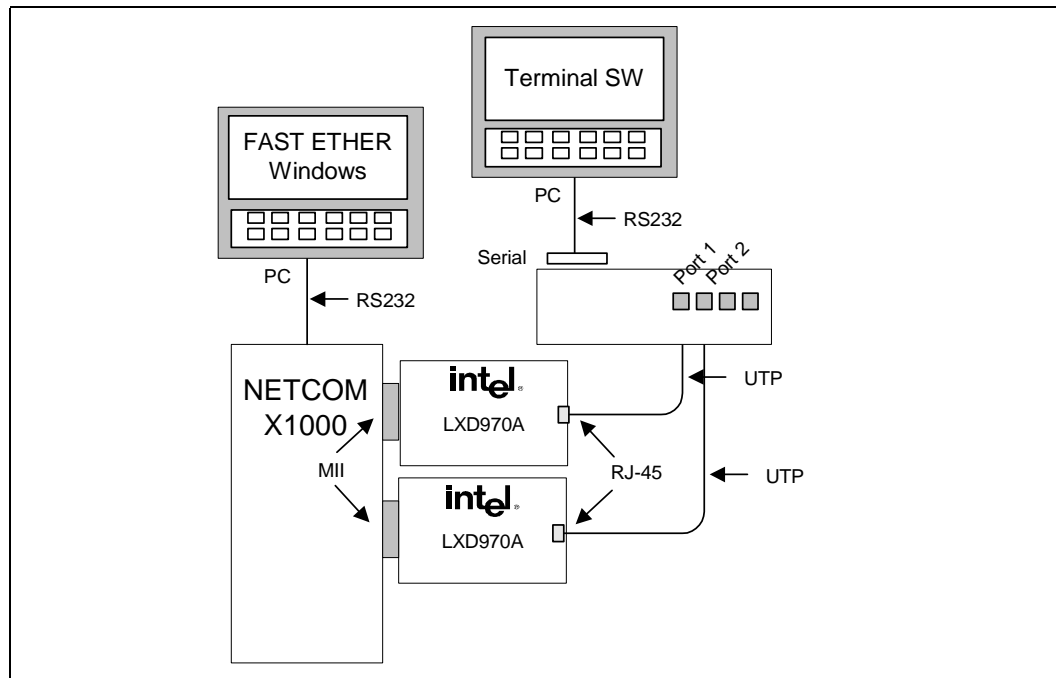 Terminal SW
FAST ETHER
Windows
PC
RS232
Serial
Port 1
Port 2
PC
RS232
NETCOM
X1000
intel®
LXD970A
UTP
MII
RJ-45
UTP
intel®
LXD970A